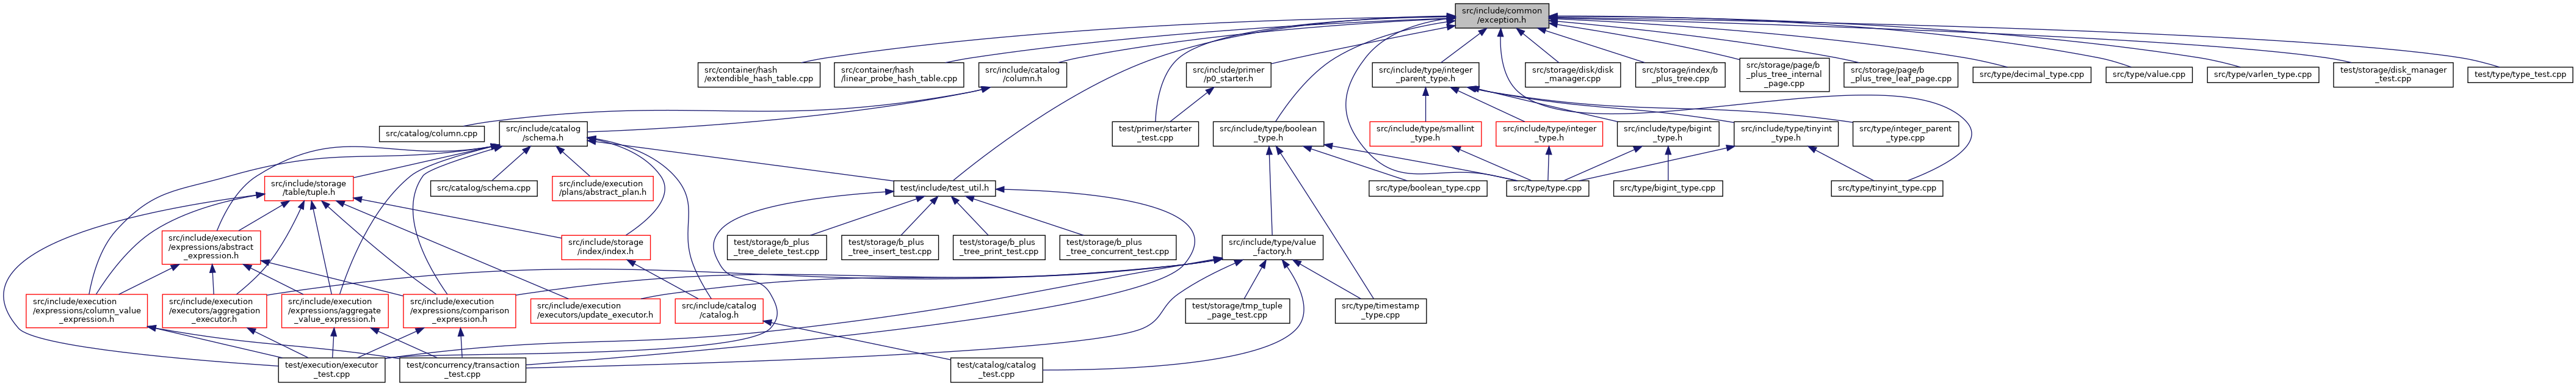 src/include/common
/exception.h
src/container/hash
/extendible_hash_table.cpp
src/container/hash
/linear_probe_hash_table.cpp
src/include/catalog
/column.h
src/include/primer
/p0_starter.h
src/include/type/integer
_parent_type.h
src/storage/disk/disk
_manager.cpp
src/storage/index/b
_plus_tree.cpp
src/storage/page/b
_plus_tree_internal
_page.cpp
src/storage/page/b
_plus_tree_leaf_page.cpp
src/type/decimal_type.cpp
src/type/value.cpp
src/type/varlen_type.cpp
test/storage/disk_manager
_test.cpp
test/type/type_test.cpp
src/catalog/column.cpp
src/include/catalog
/schema.h
test/primer/starter
_test.cpp
src/include/type/boolean
_type.h
src/include/type/smallint
_type.h
src/include/type/integer
_type.h
src/include/type/bigint
_type.h
src/include/type/tinyint
_type.h
src/type/integer_parent
_type.cpp
src/include/storage
/table/tuple.h
src/catalog/schema.cpp
src/include/execution
/plans/abstract_plan.h
test/include/test_util.h
src/type/boolean_type.cpp
src/type/type.cpp
src/type/bigint_type.cpp
src/type/tinyint_type.cpp
src/include/execution
/expressions/abstract
_expression.h
src/include/storage
/index/index.h
test/storage/b_plus
_tree_delete_test.cpp
test/storage/b_plus
_tree_insert_test.cpp
test/storage/b_plus
_tree_print_test.cpp
test/storage/b_plus
_tree_concurrent_test.cpp
src/include/type/value
_factory.h
src/include/execution
/expressions/column_value
_expression.h
src/include/execution
/executors/aggregation
_executor.h
src/include/execution
/expressions/aggregate
_value_expression.h
src/include/execution
/expressions/comparison
_expression.h
src/include/execution
/executors/update_executor.h
src/include/catalog
/catalog.h
test/storage/tmp_tuple
_page_test.cpp
src/type/timestamp
_type.cpp
test/execution/executor
_test.cpp
test/concurrency/transaction
_test.cpp
test/catalog/catalog
_test.cpp